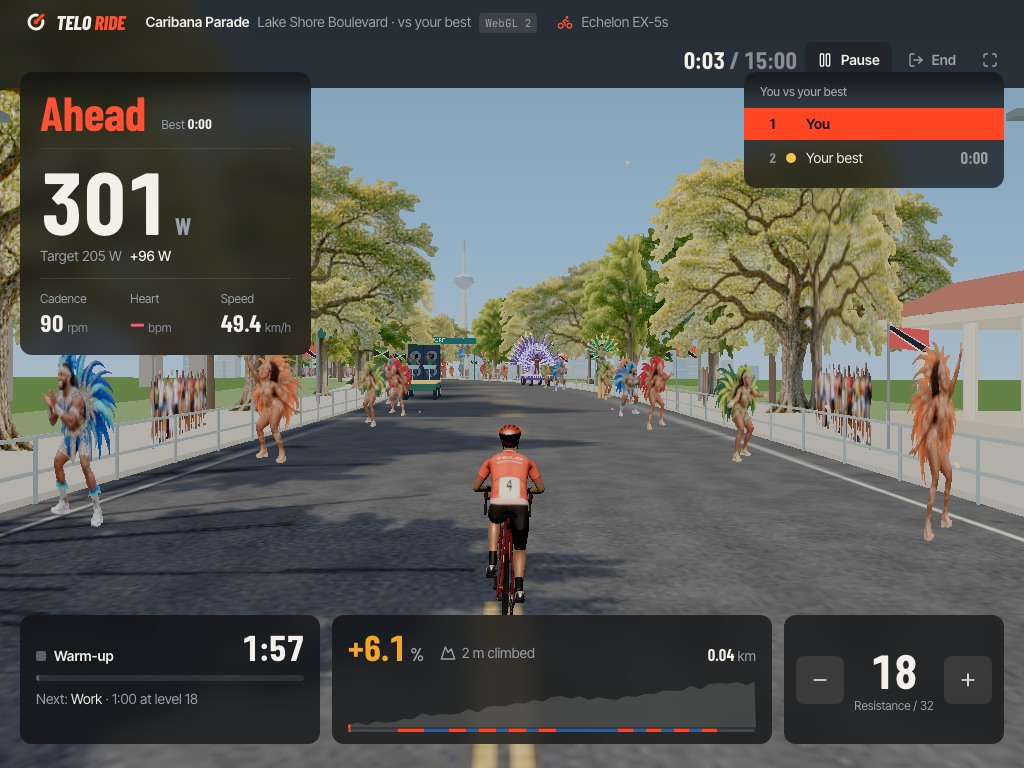 TELO RIDE Caribana Parade Lake Shore Boulevard · vs your best WebGL 2 Echelon EX-5s
0:03 / 15:00 Pause End
Ahead Best 0:00
301 W
Target 205 W +96 W
Cadence Heart Speed
90 rpm — bpm 49.4 km/h
You vs your best
1 You
2 Your best 0:00
4
Warm-up 1:57
Next: Work · 1:00 at level 18
+6.1 % 2 m climbed 0.04 km
− 18 +
Resistance / 32